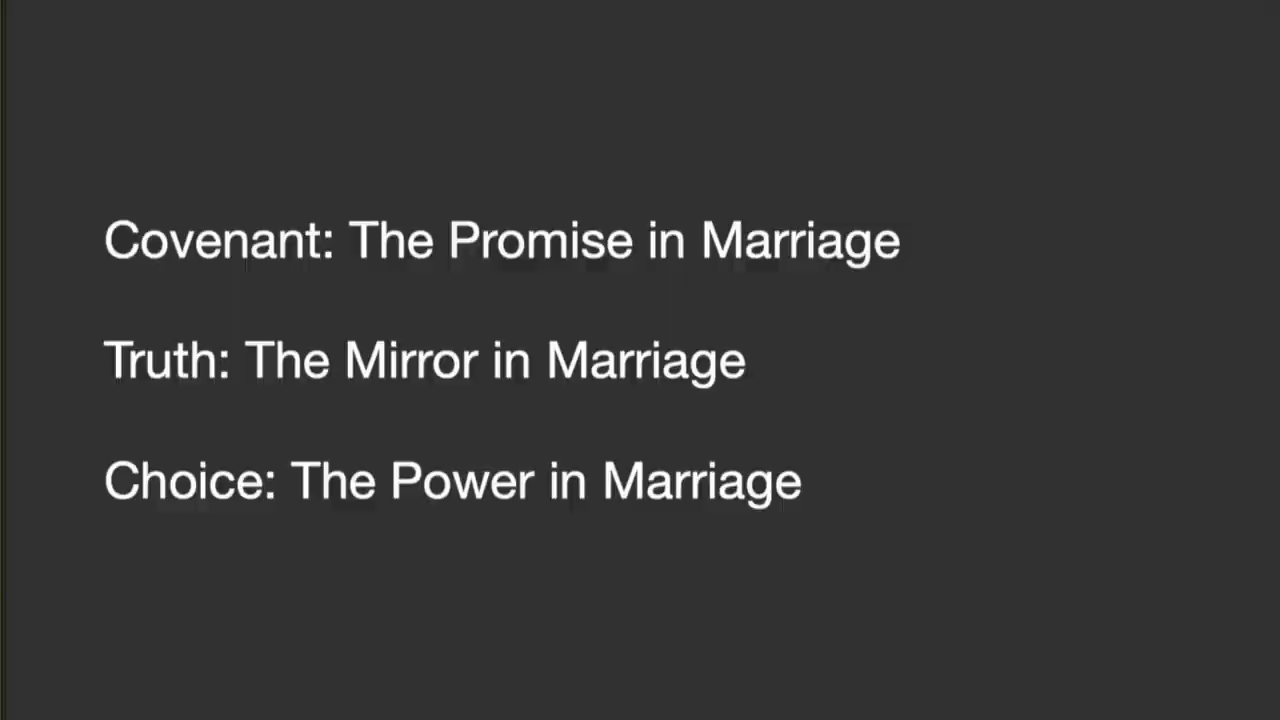 Covenant: The Promise in Marriage
Truth: The Mirror in Marriage
Choice: The Power in Marriage